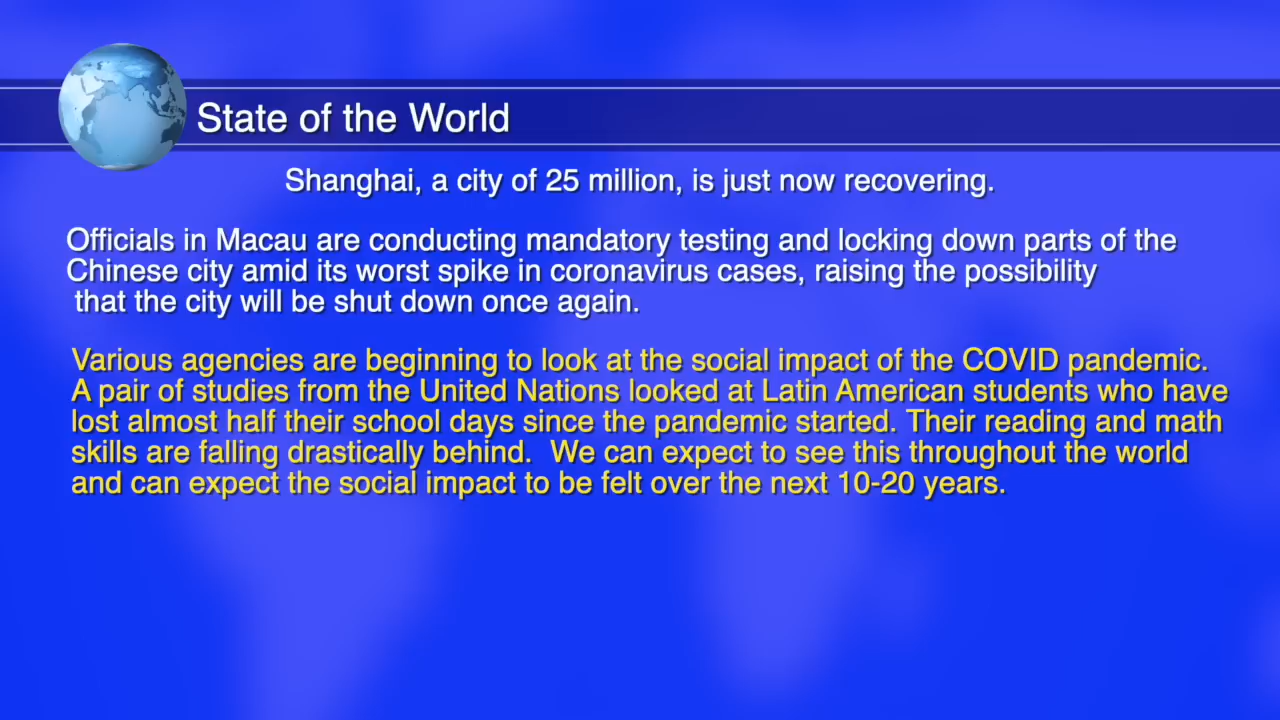 State of the World
Shanghai, a city of 25 million, is just now recovering.
Officials in Macau are conducting mandatory testing and locking down parts of the
Chinese city amid its worst spike in coronavirus cases, raising the possibility
that the city will be shut down once again.
Various agencies are beginning to look at the social impact of the COVID pandemic.
A pair of studies from the United Nations looked at Latin American students who have
lost almost half their school days since the pandemic started. Their reading and math
skills are falling drastically behind.  We can expect to see this throughout the world
and can expect the social impact to be felt over the next 10-20 years.